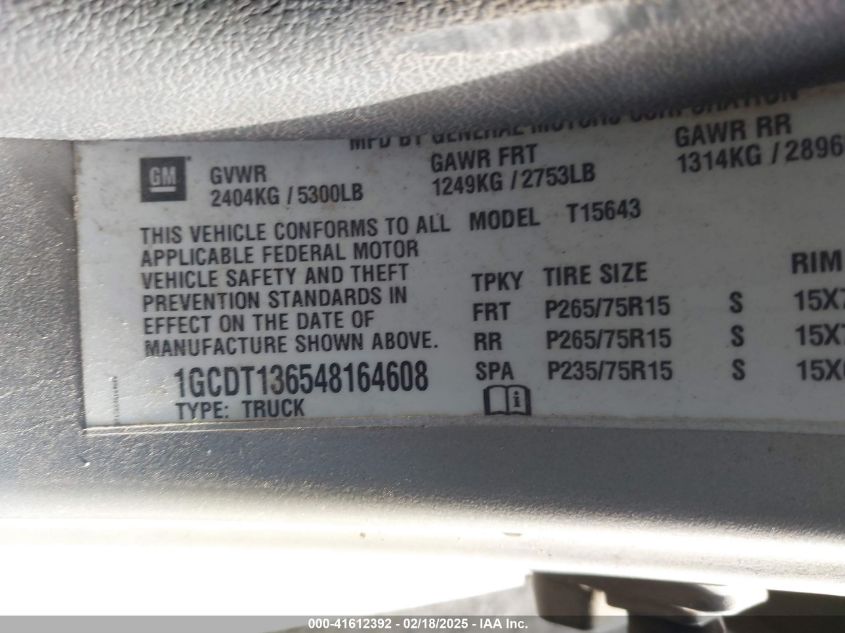 MFD BY GENERAL MOTORS CORPORATION
GM
GVWR
2404KG / 5300LB
GAWR FRT
1249KG / 2753LB
GAWR RR
1314KG / 2896
THIS VEHICLE CONFORMS TO ALL
APPLICABLE FEDERAL MOTOR
VEHICLE SAFETY AND THEFT
PREVENTION STANDARDS IN
EFFECT ON THE DATE OF
MANUFACTURE SHOWN ABOVE.
1GCDT136548164608
TYPE: TRUCK
MODEL T15643
TPKY TIRE SIZE RIM
FRT P265/75R15 S 15X7
RR P265/75R15 S 15X7
SPA P235/75R15 S 15X6
i
000-41612392 - 02/18/2025 - IAA Inc.